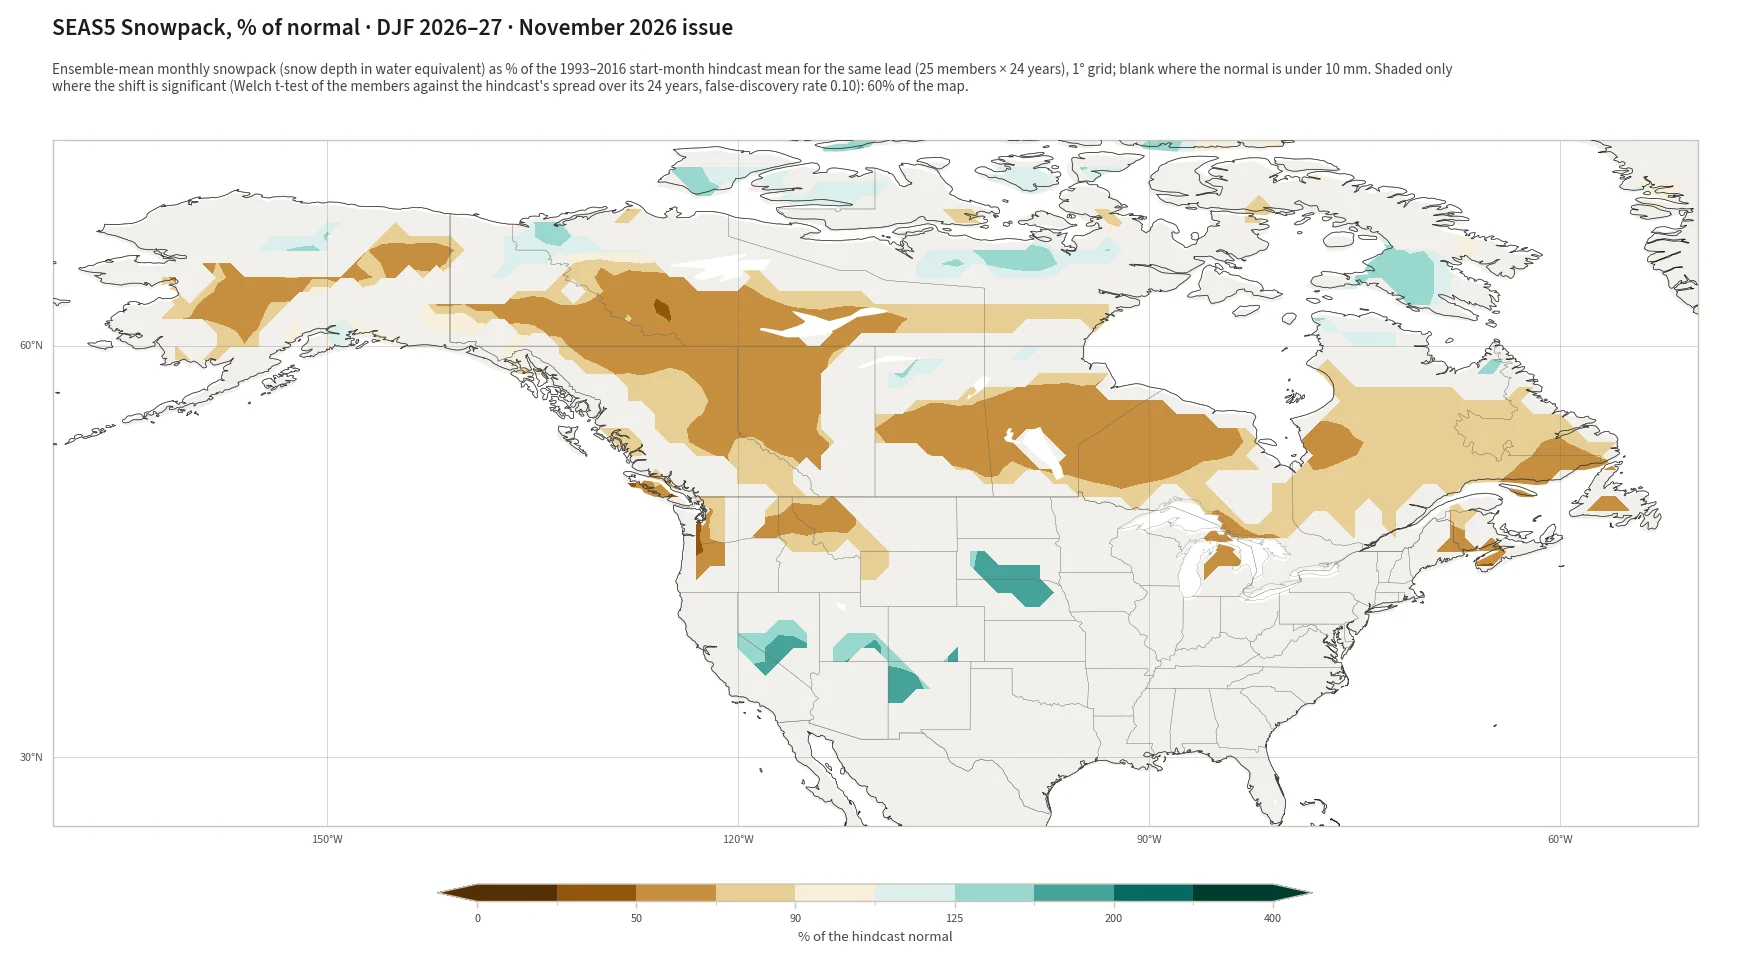 SEAS5 Snowpack, % of normal · DJF 2026–27 · November 2026 issue
Ensemble-mean monthly snowpack (snow depth in water equivalent) as % of the 1993–2016 start-month hindcast mean for the same lead (25 members × 24 years), 1° grid; blank where the normal is under 10 mm. Shaded only
where the shift is significant (Welch t-test of the members against the hindcast's spread over its 24 years, false-discovery rate 0.10): 60% of the map.
60°N
30°N
150°W 120°W 90°W 60°W
0 50 90 125 200 400
% of the hindcast normal